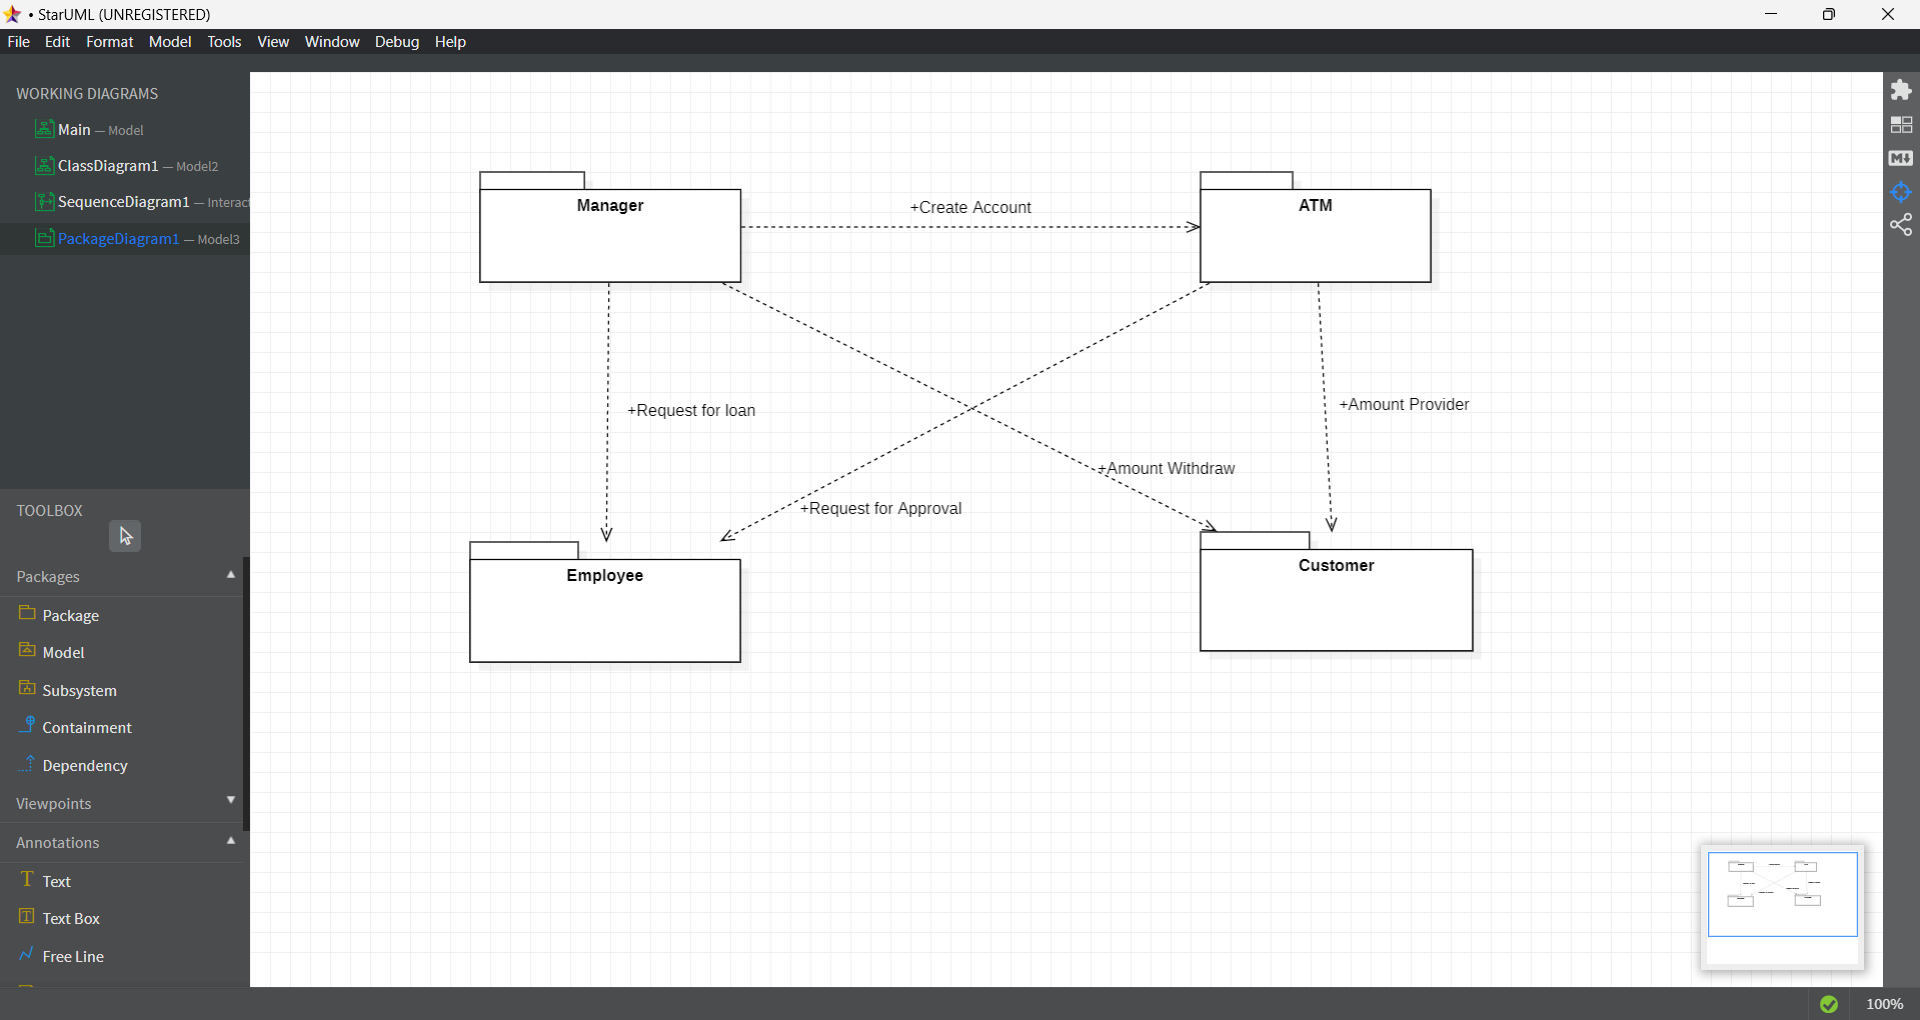 • StarUML (UNREGISTERED)
File Edit Format Model Tools View Window Debug Help
WORKING DIAGRAMS
Main — Model
ClassDiagram1 — Model2
SequenceDiagram1 — Interact
PackageDiagram1 — Model3
TOOLBOX
Packages
Package
Model
Subsystem
Containment
Dependency
Viewpoints
Annotations
Text
Text Box
Free Line
Manager
+Create Account
ATM
+Request for loan
+Amount Provider
+Amount Withdraw
+Request for Approval
Employee
Customer
M
100%